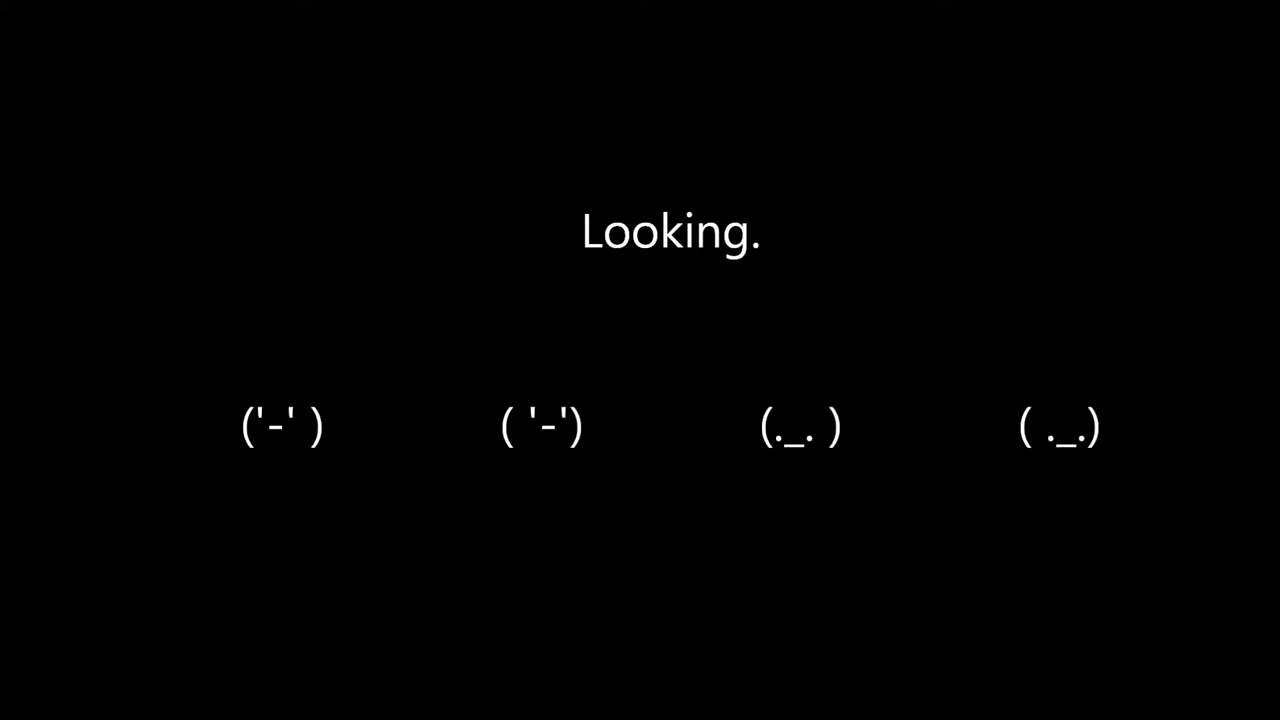 Looking.
('-' ) ( '-') (._. ) ( ._.)